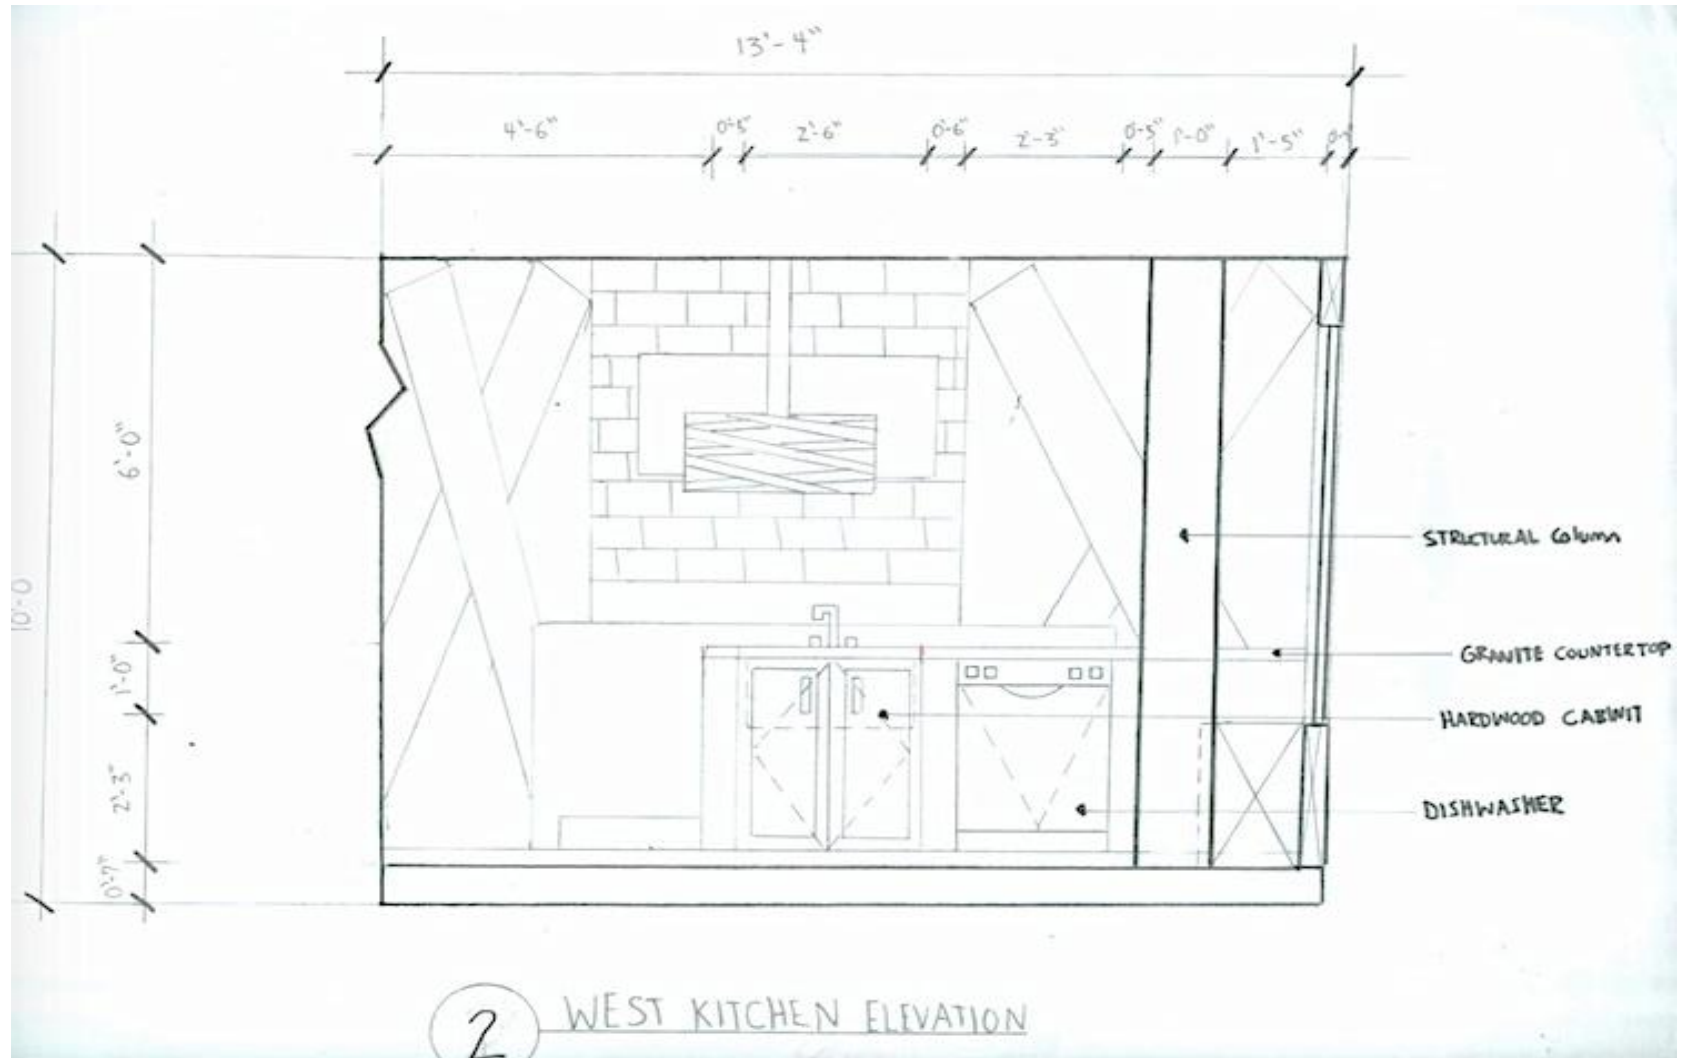 13'-4"
4'-6" 0'-5" 2'-6" 0'-6" 2'-3" 0'-5" 1'-0" 1'-5"
6'-0"
STRUCTURAL Column
10'-0
GRANITE COUNTERTOP
1'-0"
HARDWOOD CABINIT
2'-3"
DISHWASHER
0'-7"
2 WEST KITCHEN ELEVATION